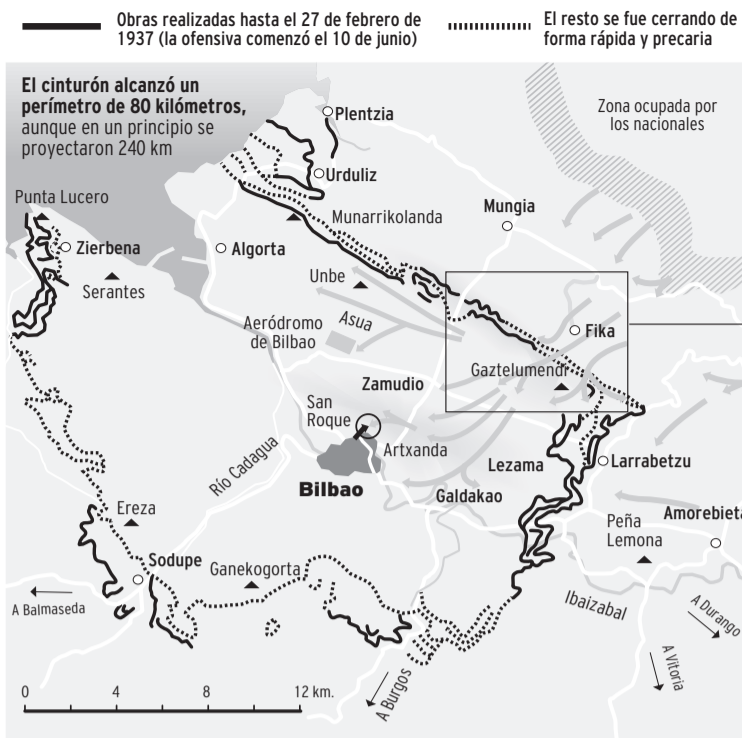 Obras realizadas hasta el 27 de febrero de
1937 (la ofensiva comenzó el 10 de junio)
El resto se fue cerrando de
forma rápida y precaria
El cinturón alcanzó un
perímetro de 80 kilómetros,
aunque en un principio se
proyectaron 240 km
Plentzia
Zona ocupada por
los nacionales
Urduliz
Punta Lucero
Munarrikolanda
Mungia
Zierbena
Algorta
Serantes
Unbe
Aeródromo
de Bilbao
Asua
Fika
Gaztelumendi
Zamudio
San
Roque
Artxanda
Lezama
Larrabetzu
Río Cadagua
Bilbao
Galdakao
Ereza
Peña
Lemona
Amorebieta
Sodupe
Ganekogorta
Ibaizabal
A Balmaseda
A Durango
A Vitoria
A Burgos
0 4 8 12 km.